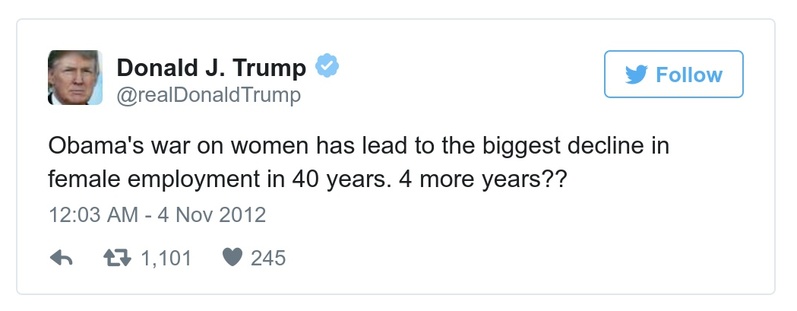 Donald J. Trump
@realDonaldTrump
Follow
Obama's war on women has lead to the biggest decline in
female employment in 40 years. 4 more years??
12:03 AM - 4 Nov 2012
1,101 245